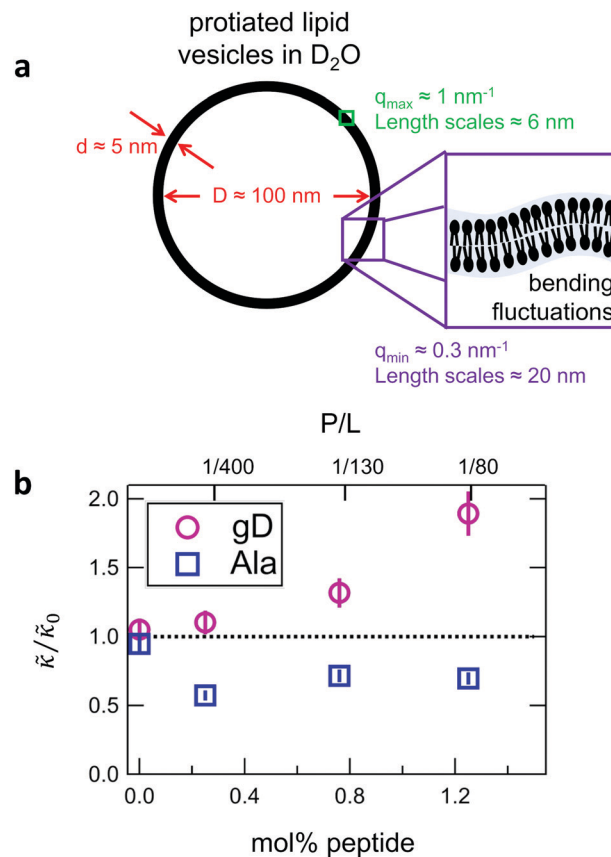 protiated lipid
vesicles in D₂O
a
q_max ≈ 1 nm⁻¹
Length scales ≈ 6 nm
d ≈ 5 nm
D ≈ 100 nm
bending
fluctuations
q_min ≈ 0.3 nm⁻¹
Length scales ≈ 20 nm
P/L
b
1/400 1/130 1/80
gD
Ala
2.0
1.5
1.0
0.5
0.0
κ̃/κ̃₀
0.0 0.4 0.8 1.2
mol% peptide